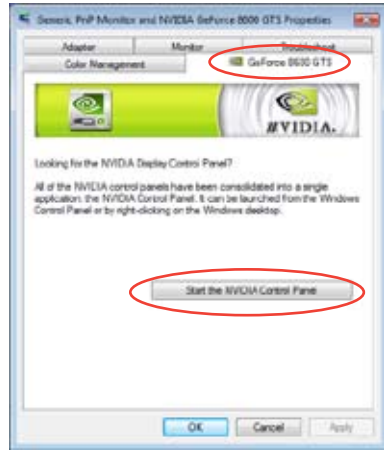 Generic PnP Monitor and NVIDIA GeForce 8600 GTS Properties
Adapter Monitor Troubleshoot
Color Management GeForce 8600 GTS
NVIDIA.
Looking for the NVIDIA Display Control Panel?
All of the NVIDIA control panels have been consolidated into a single
application: the NVIDIA Control Panel. It can be launched from the Windows
Control Panel or by right-clicking on the Windows desktop.
Start the NVIDIA Control Panel
OK Cancel Apply